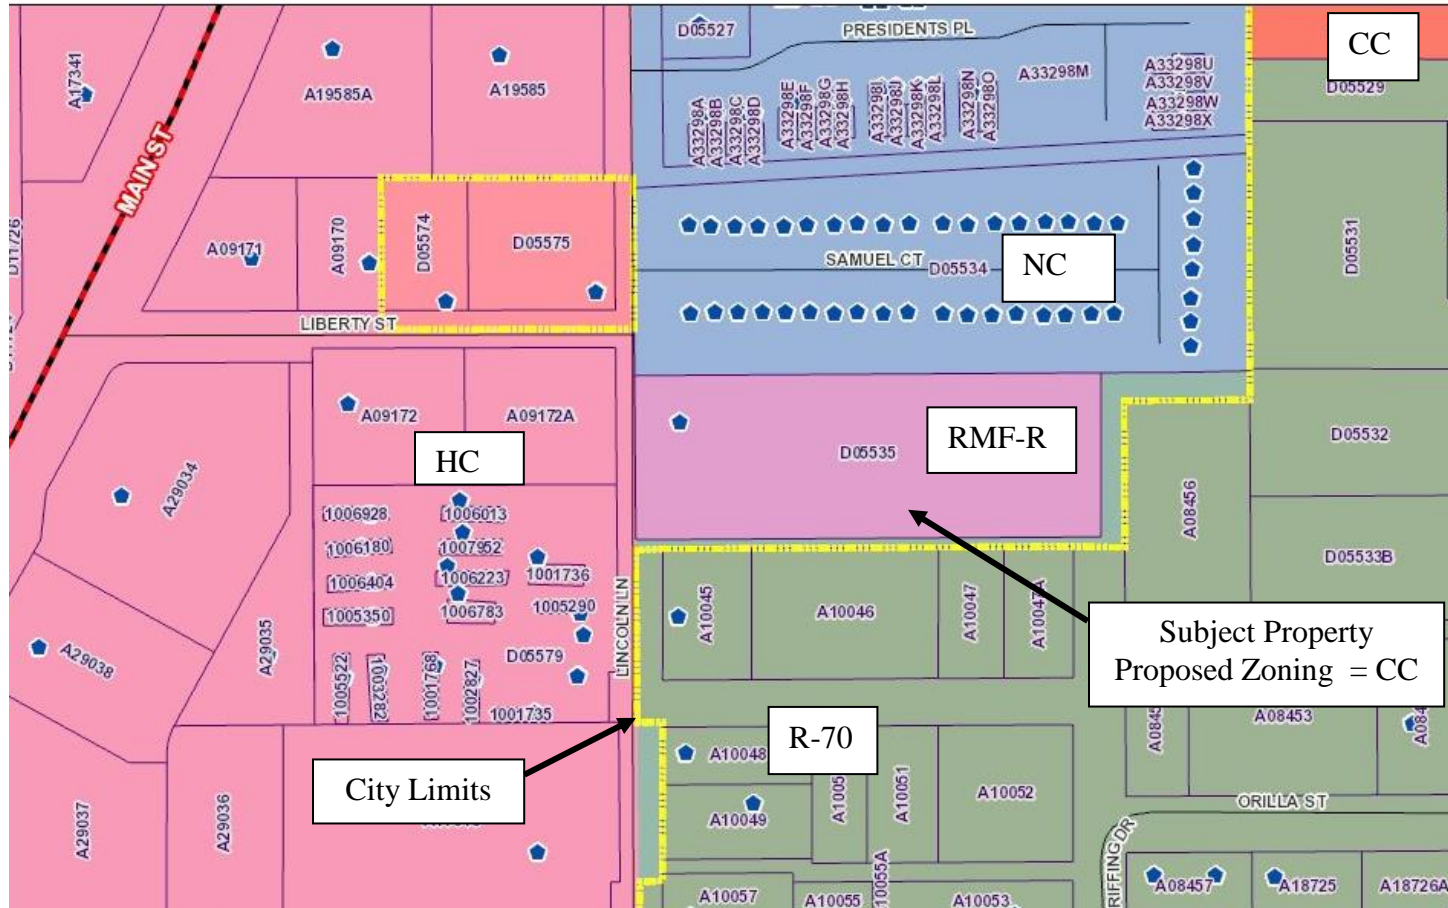 D05527
PRESIDENTS PL
CC
A17341
A19585A
A19585
A33298A
A33298B
A33298C
A33298D
A33298E
A33298F
A33298G
A33298H
A33298I
A33298J
A33298K
A33298L
A33298N
A33298O
A33298M
A33298U
A33298V
A33298W
A33298X
D05529
MAIN ST
D11726
A09171
A09170
D05574
D05575
SAMUEL CT
D05534
NC
D05531
LIBERTY ST
A09172
A09172A
HC
D05535
RMF-R
D05532
A29034
A08456
1006928
1006013
1006180
1007952
1006404
1006223
1001736
1005350
1006783
1005290
D05533B
LINCOLN LN
A10045
A10046
A10047
A10047A
Subject Property
Proposed Zoning = CC
A29038
A29035
1005522
1003782
1001768
1002827
D05579
1001735
A08453
R-70
A10048
City Limits
A10049
A10051
A10052
ORILLA ST
A29037
A29036
RIFFING DR
A10057
A10055
10055A
A10053
A08457
A18725
A18726A